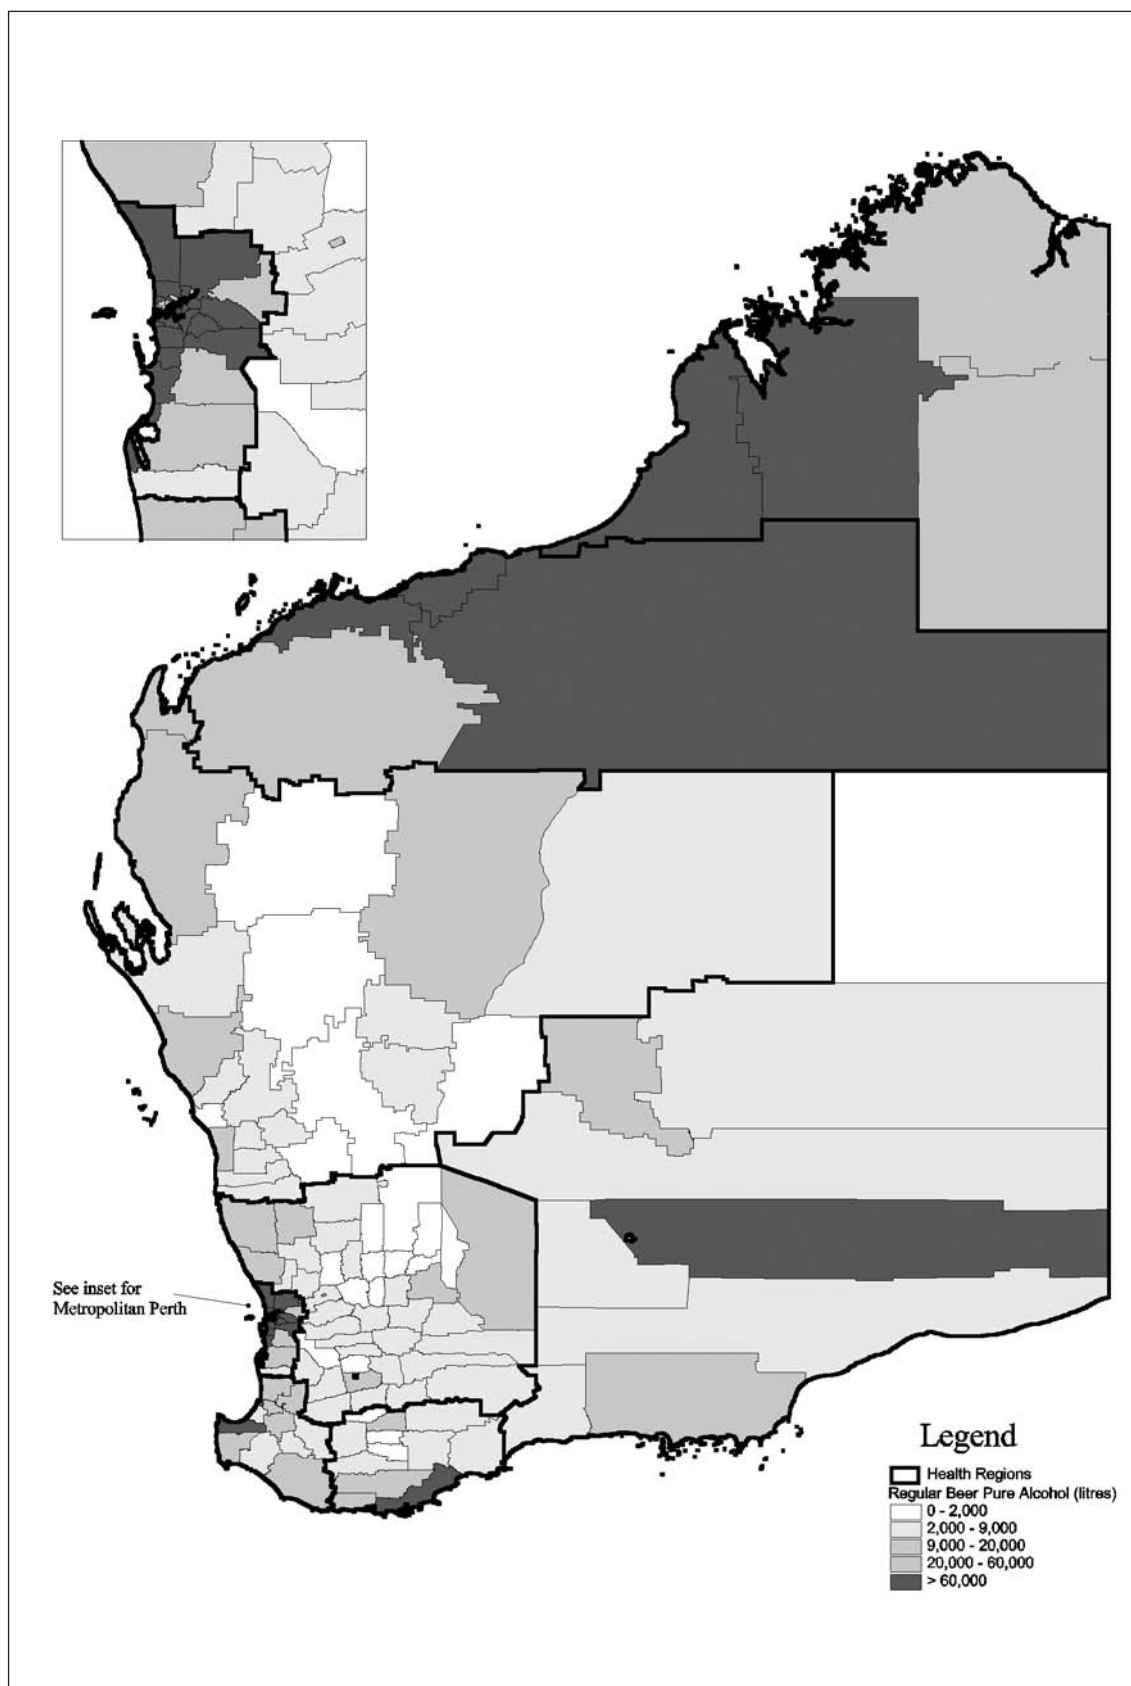 See inset for
Metropolitan Perth
Legend
Health Regions
Regular Beer Pure Alcohol (litres)
0 - 2,000
2,000 - 9,000
9,000 - 20,000
20,000 - 60,000
> 60,000